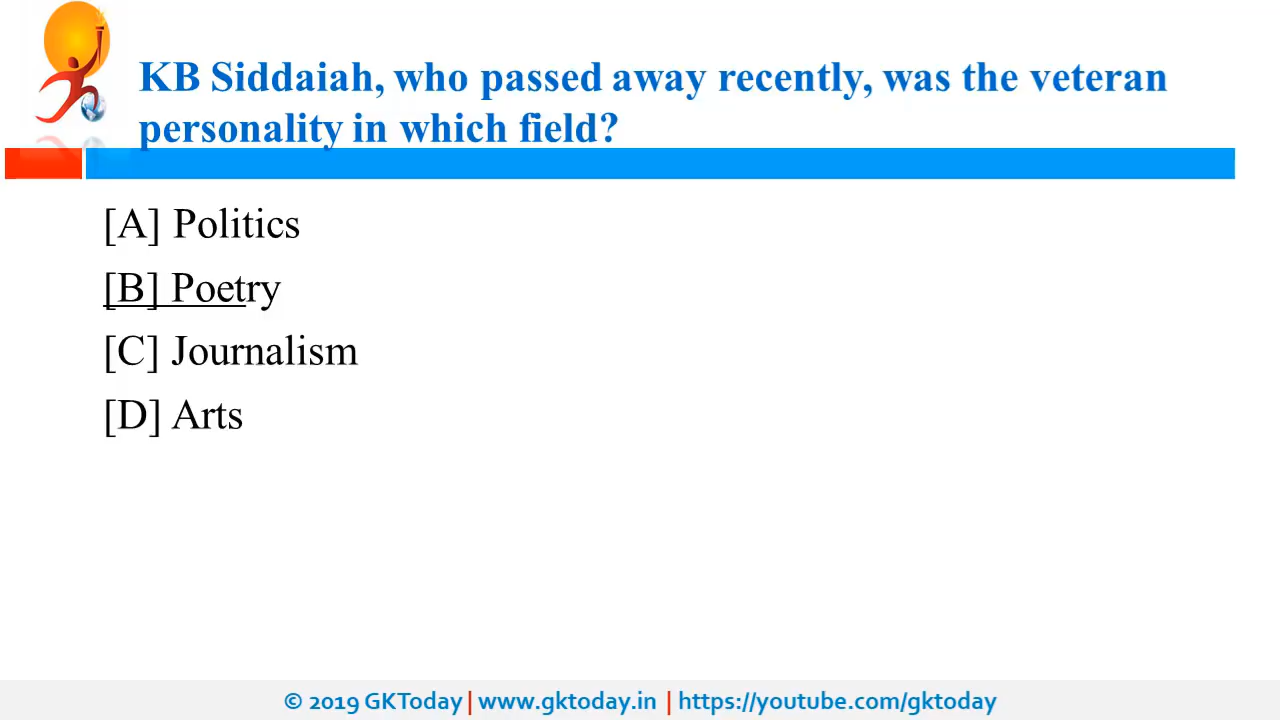 KB Siddaiah, who passed away recently, was the veteran
personality in which field?
[A] Politics
[B] Poetry
[C] Journalism
[D] Arts
© 2019 GKToday | www.gktoday.in | https://youtube.com/gktoday